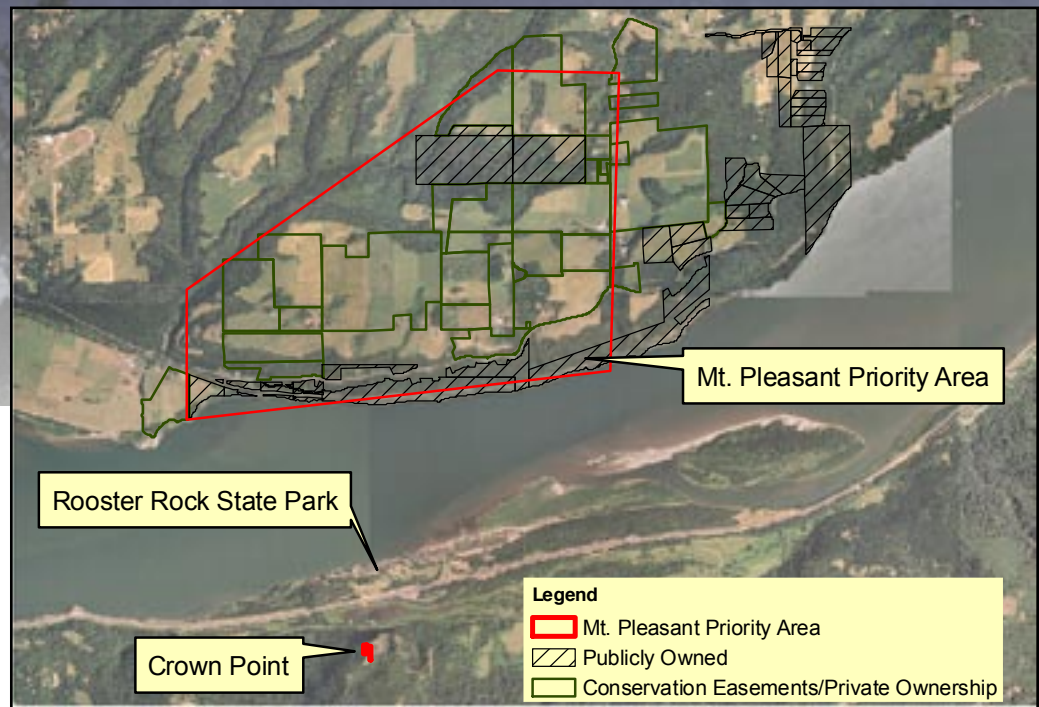 Mt. Pleasant Priority Area
Rooster Rock State Park
Crown Point
Legend
Mt. Pleasant Priority Area
Publicly Owned
Conservation Easements/Private Ownership